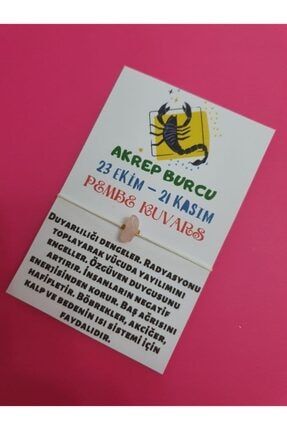 AKREP BURCU
23 EKİM – 21 KASIM
PEMBE KUVARS
DUYARLILIĞI DENGELER. RADYASYONU
TOPLAYARAK VÜCUDA YAYILIMINI
ENGELLER. ÖZGÜVEN DUYGUSUNU
ARTIRIR. İNSANLARIN NEGATİF
ENERJİSİNDEN KORUR. BAŞ AĞRISINI
HAFİFLETİR. BÖBREKLER, AKCİĞER,
KALP VE BEDENİN ISI SİSTEMİ İÇİN
FAYDALIDIR.